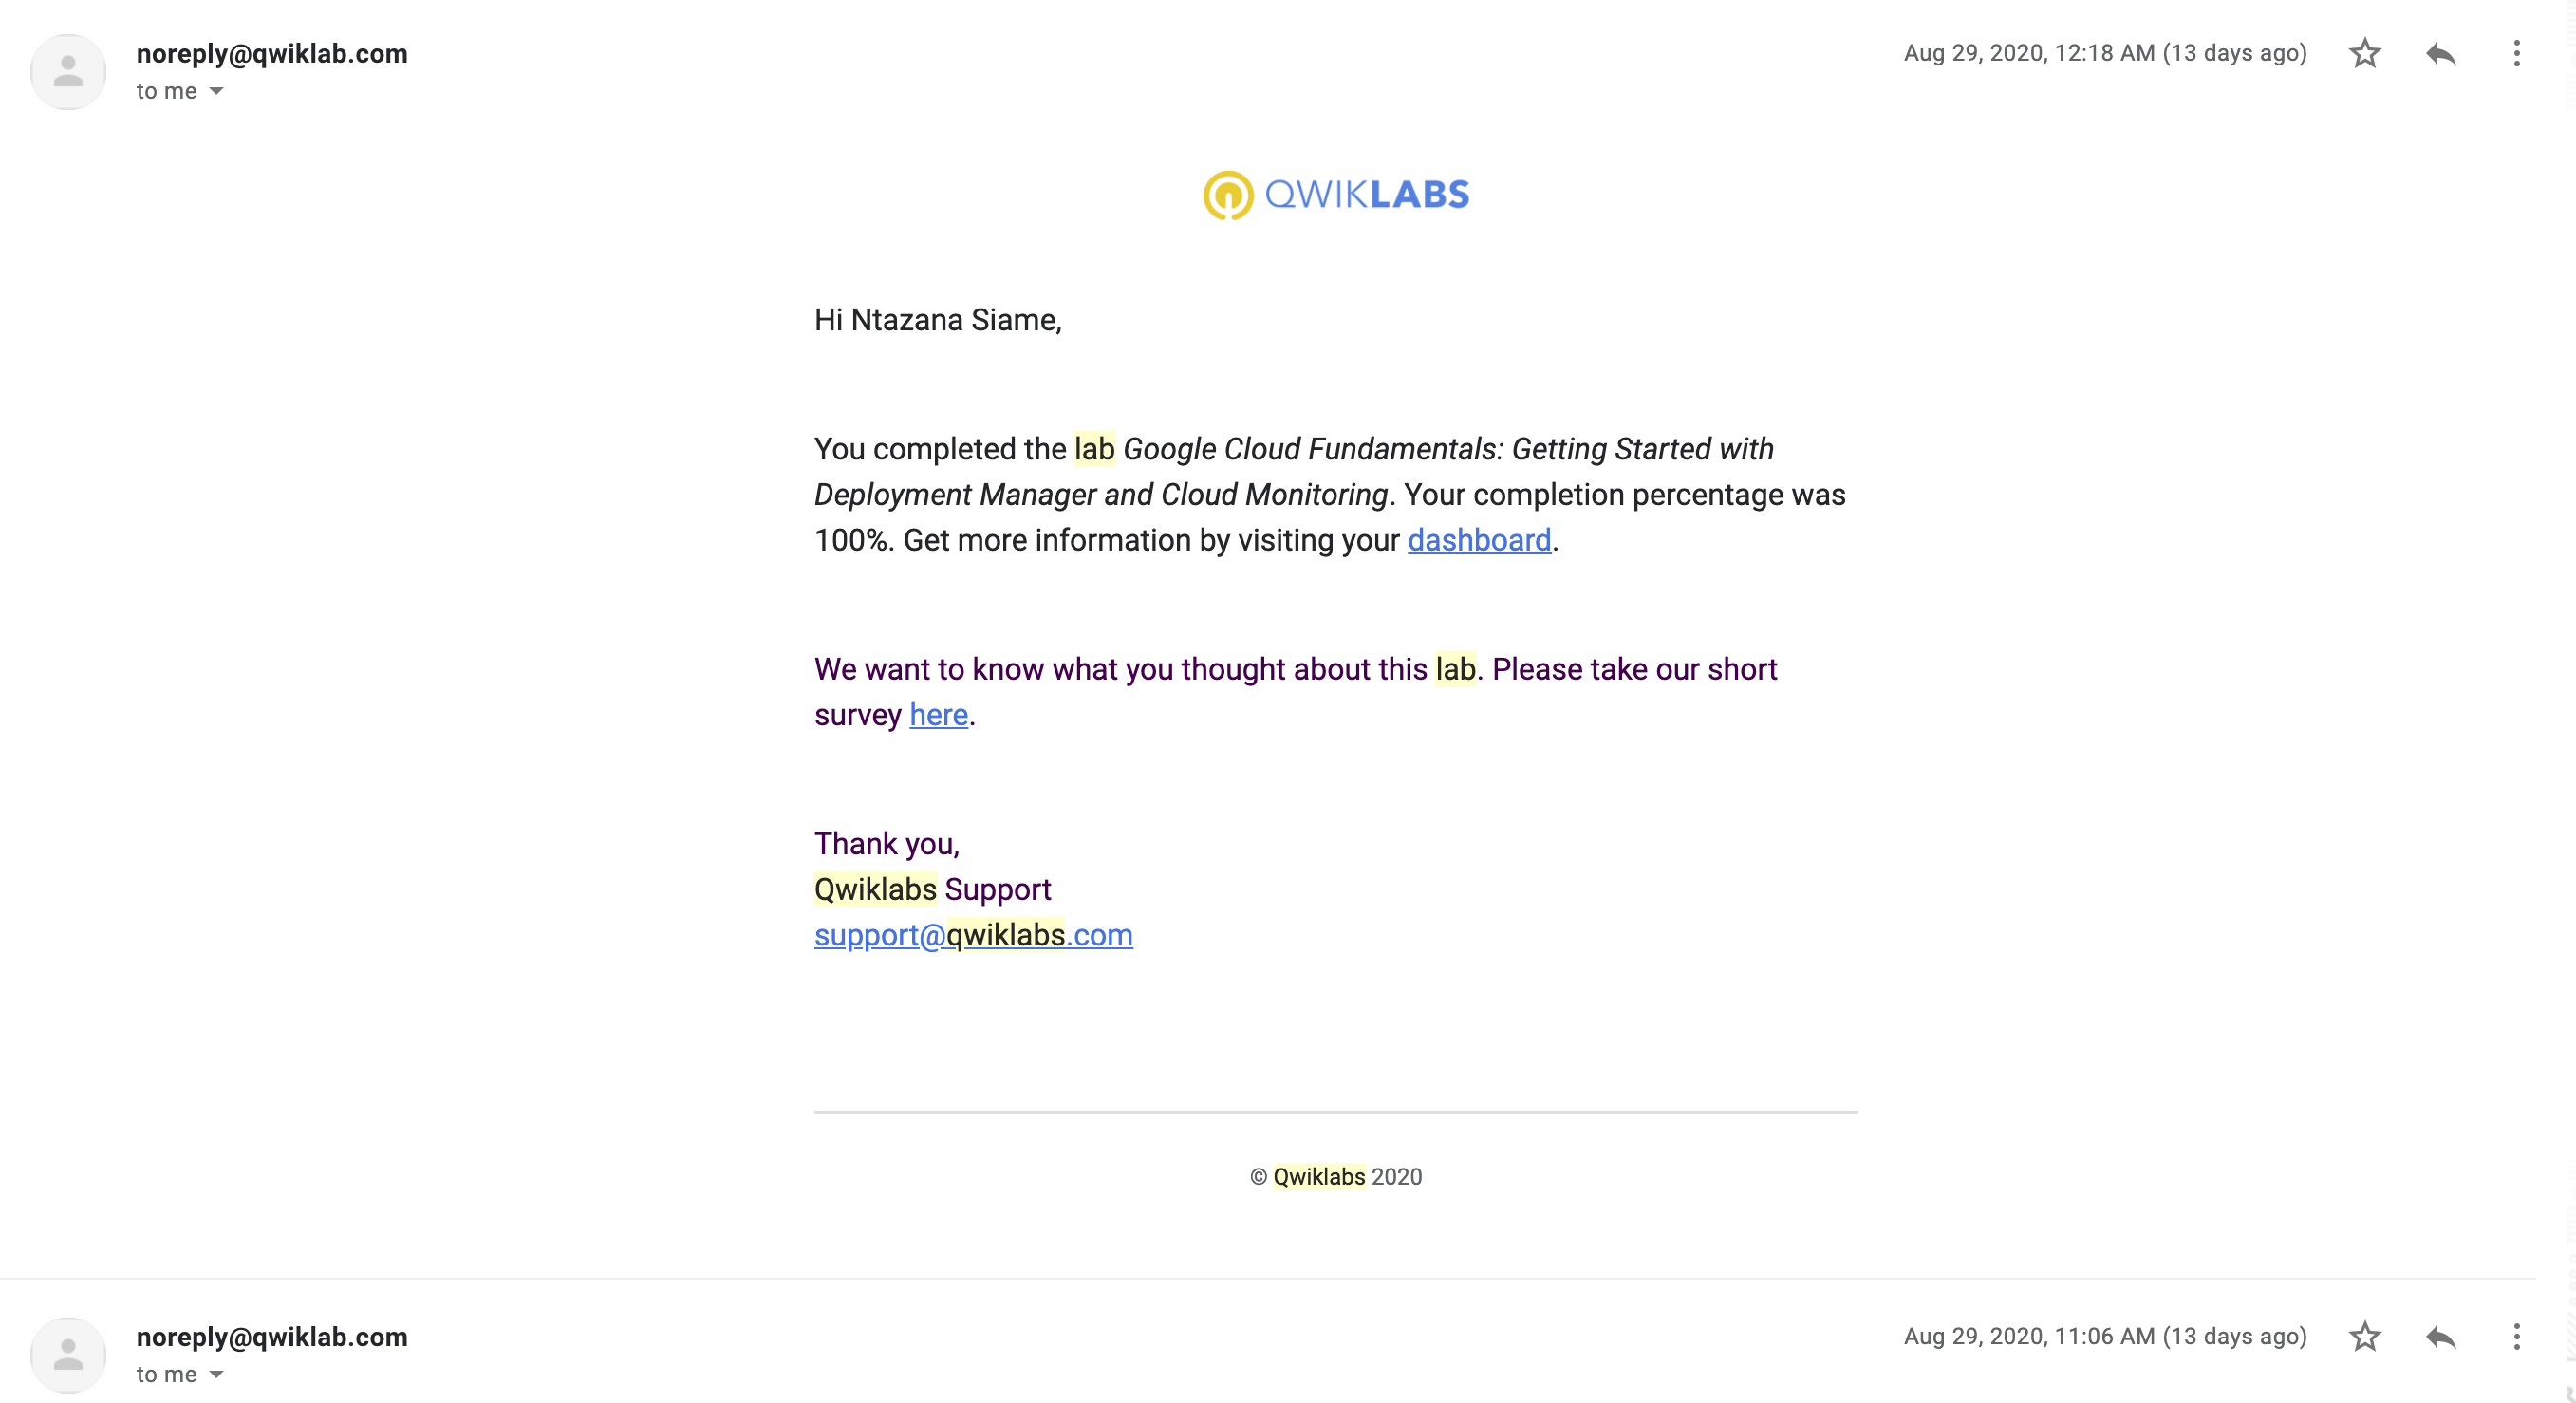 noreply@qwiklab.com
Aug 29, 2020, 12:18 AM (13 days ago)
to me
QWIKLABS
Hi Ntazana Siame,
You completed the lab Google Cloud Fundamentals: Getting Started with
Deployment Manager and Cloud Monitoring. Your completion percentage was
100%. Get more information by visiting your dashboard.
We want to know what you thought about this lab. Please take our short
survey here.
Thank you,
Qwiklabs Support
support@qwiklabs.com
© Qwiklabs 2020
noreply@qwiklab.com
Aug 29, 2020, 11:06 AM (13 days ago)
to me